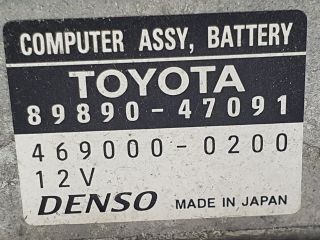 COMPUTER ASSY, BATTERY
TOYOTA
89890-47091
469000-0200
12V
DENSO MADE IN JAPAN